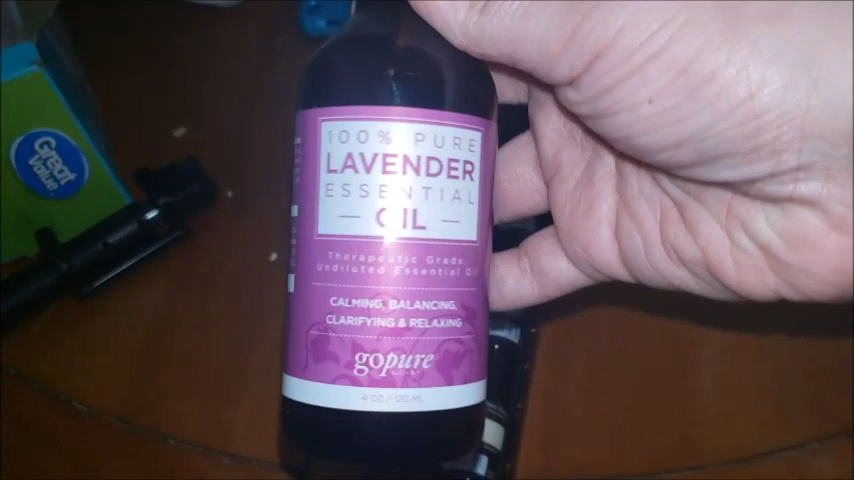 100% PURE
LAVENDER
ESSENTIAL
OIL
Therapeutic Grade,
Undiluted Essential Oil
CALMING, BALANCING,
CLARIFYING & RELAXING
gopure
4 OZ / 120 ML
Great
Value